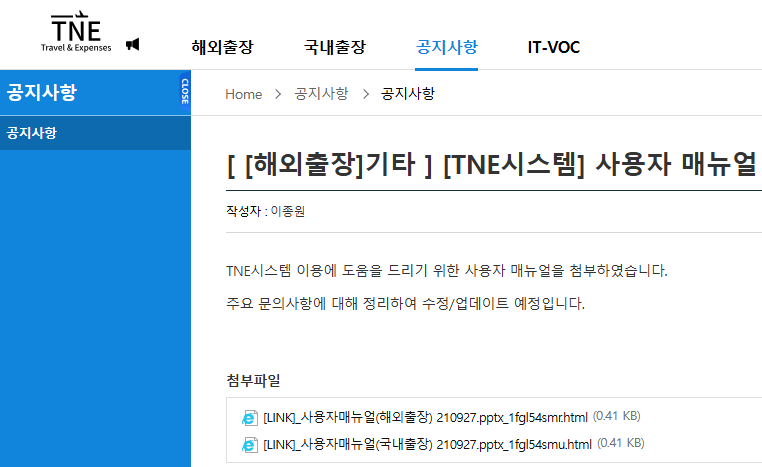 TNE
Travel & Expenses
해외출장 국내출장 공지사항 IT-VOC
공지사항
CLOSE
공지사항
Home > 공지사항 > 공지사항
[ [해외출장]기타 ] [TNE시스템] 사용자 매뉴얼
작성자 : 이종원
TNE시스템 이용에 도움을 드리기 위한 사용자 매뉴얼을 첨부하였습니다.
주요 문의사항에 대해 정리하여 수정/업데이트 예정입니다.
첨부파일
[LINK]_사용자매뉴얼(해외출장) 210927.pptx_1fgl54smr.html (0.41 KB)
[LINK]_사용자매뉴얼(국내출장) 210927.pptx_1fgl54smu.html (0.41 KB)